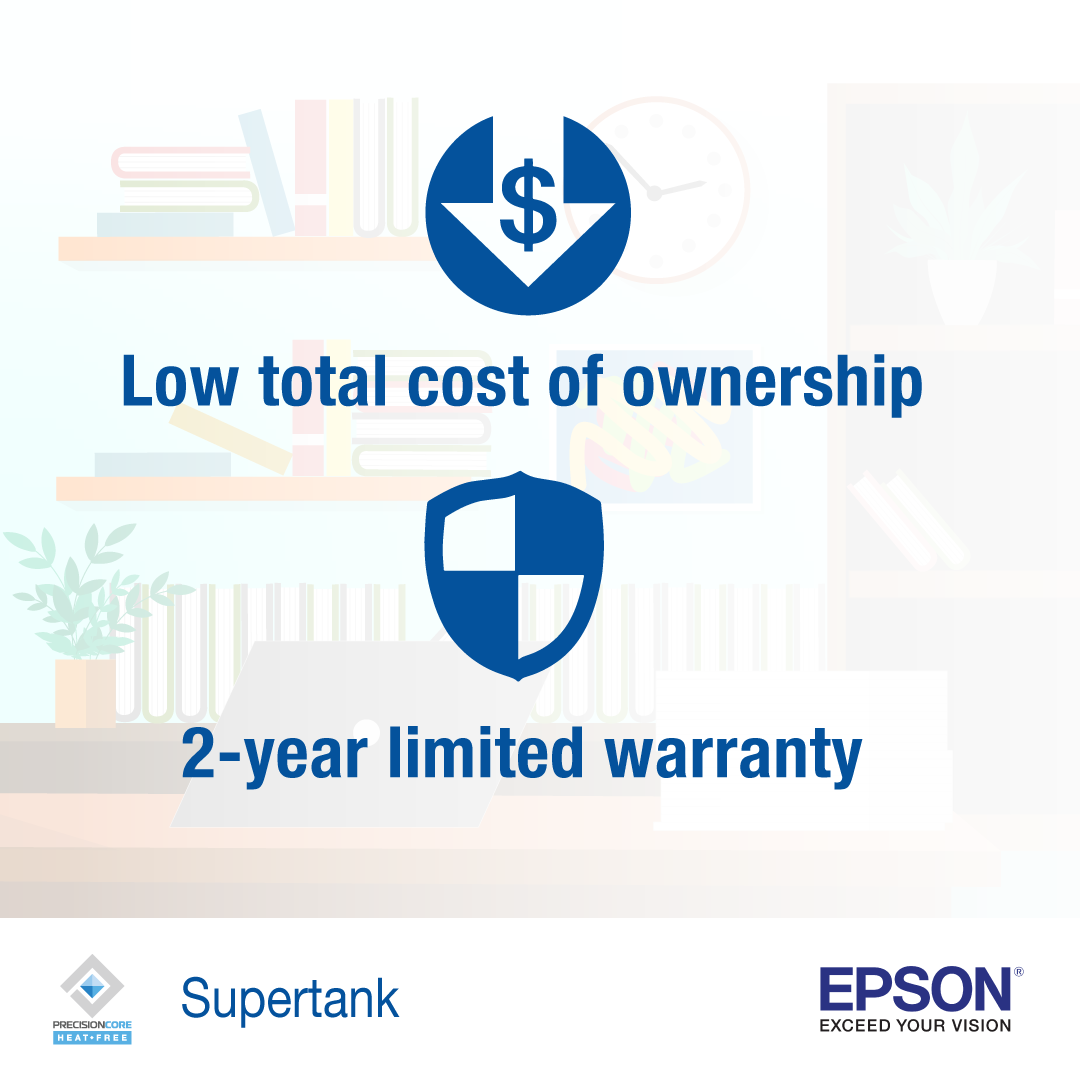 $
Low total cost of ownership
2-year limited warranty
PRECISIONCORE
HEAT•FREE
Supertank
EPSON®
EXCEED YOUR VISION